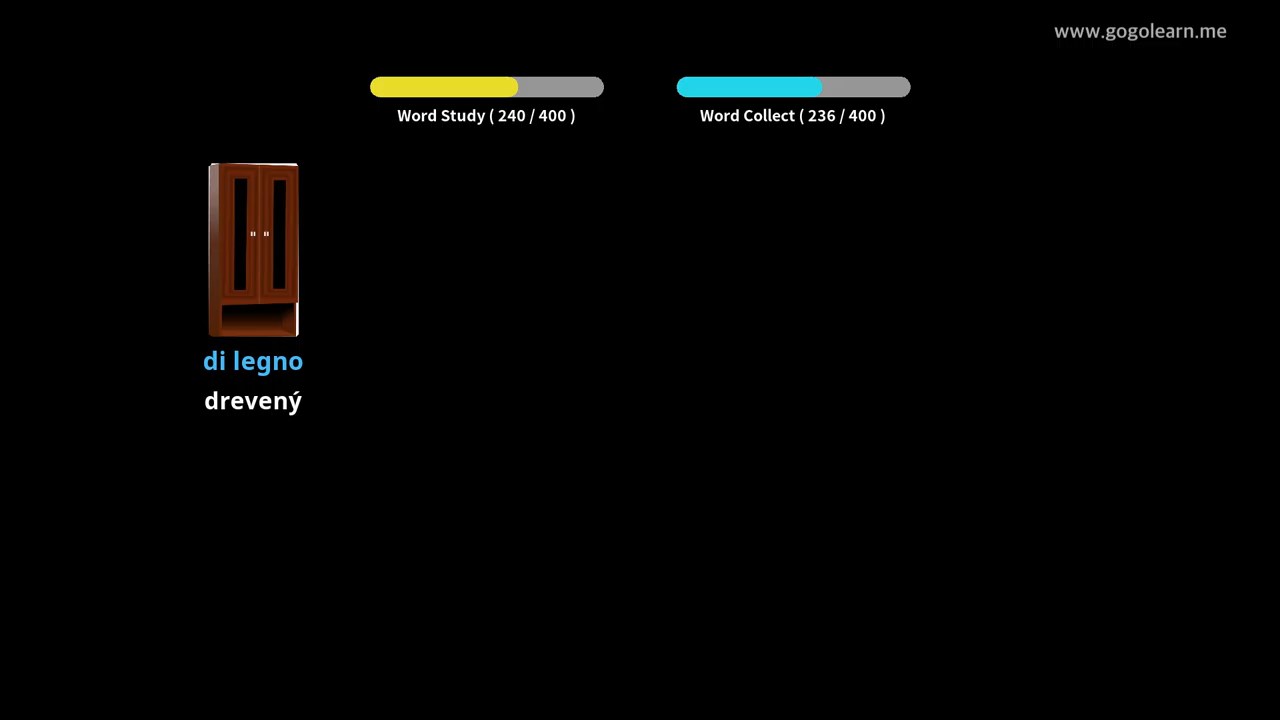 www.gogolearn.me
Word Study ( 240 / 400 )
Word Collect ( 236 / 400 )
di legno
drevený